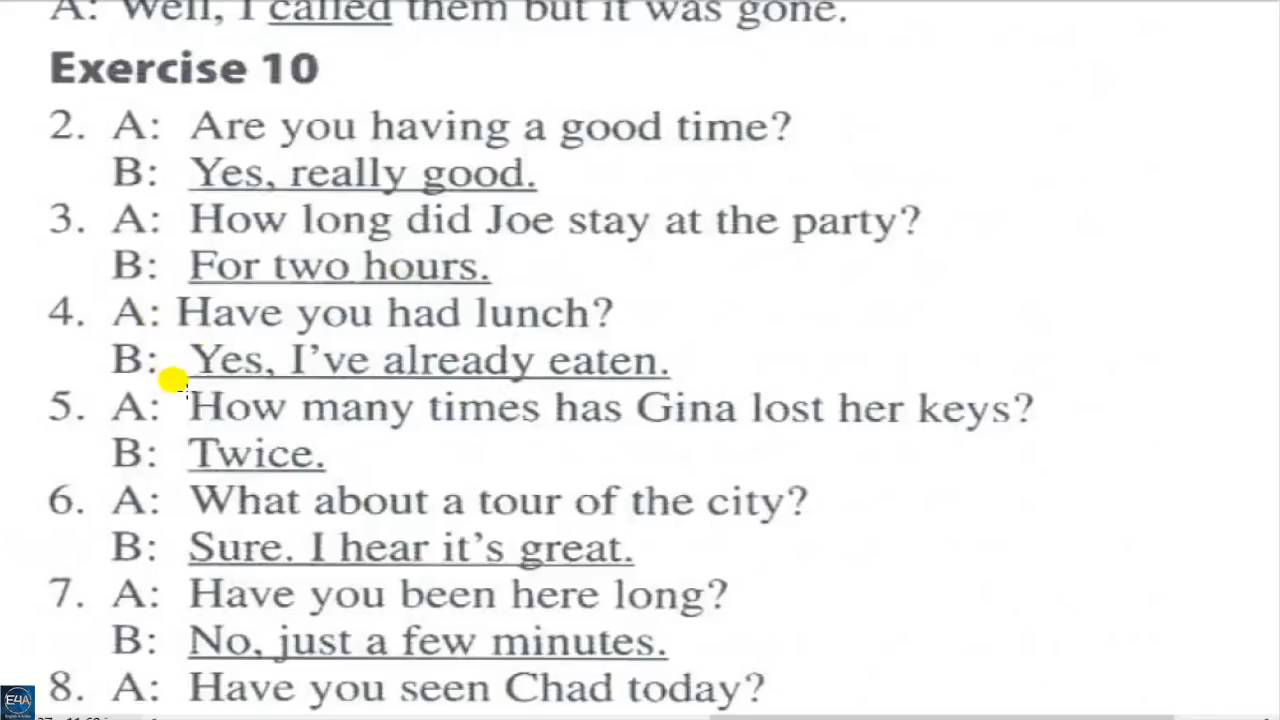 A: Well, I called them but it was gone.
Exercise 10
2. A: Are you having a good time?
B: Yes, really good.
3. A: How long did Joe stay at the party?
B: For two hours.
4. A: Have you had lunch?
B: Yes, I've already eaten.
5. A: How many times has Gina lost her keys?
B: Twice.
6. A: What about a tour of the city?
B: Sure. I hear it's great.
7. A: Have you been here long?
B: No, just a few minutes.
8. A: Have you seen Chad today?
E4A